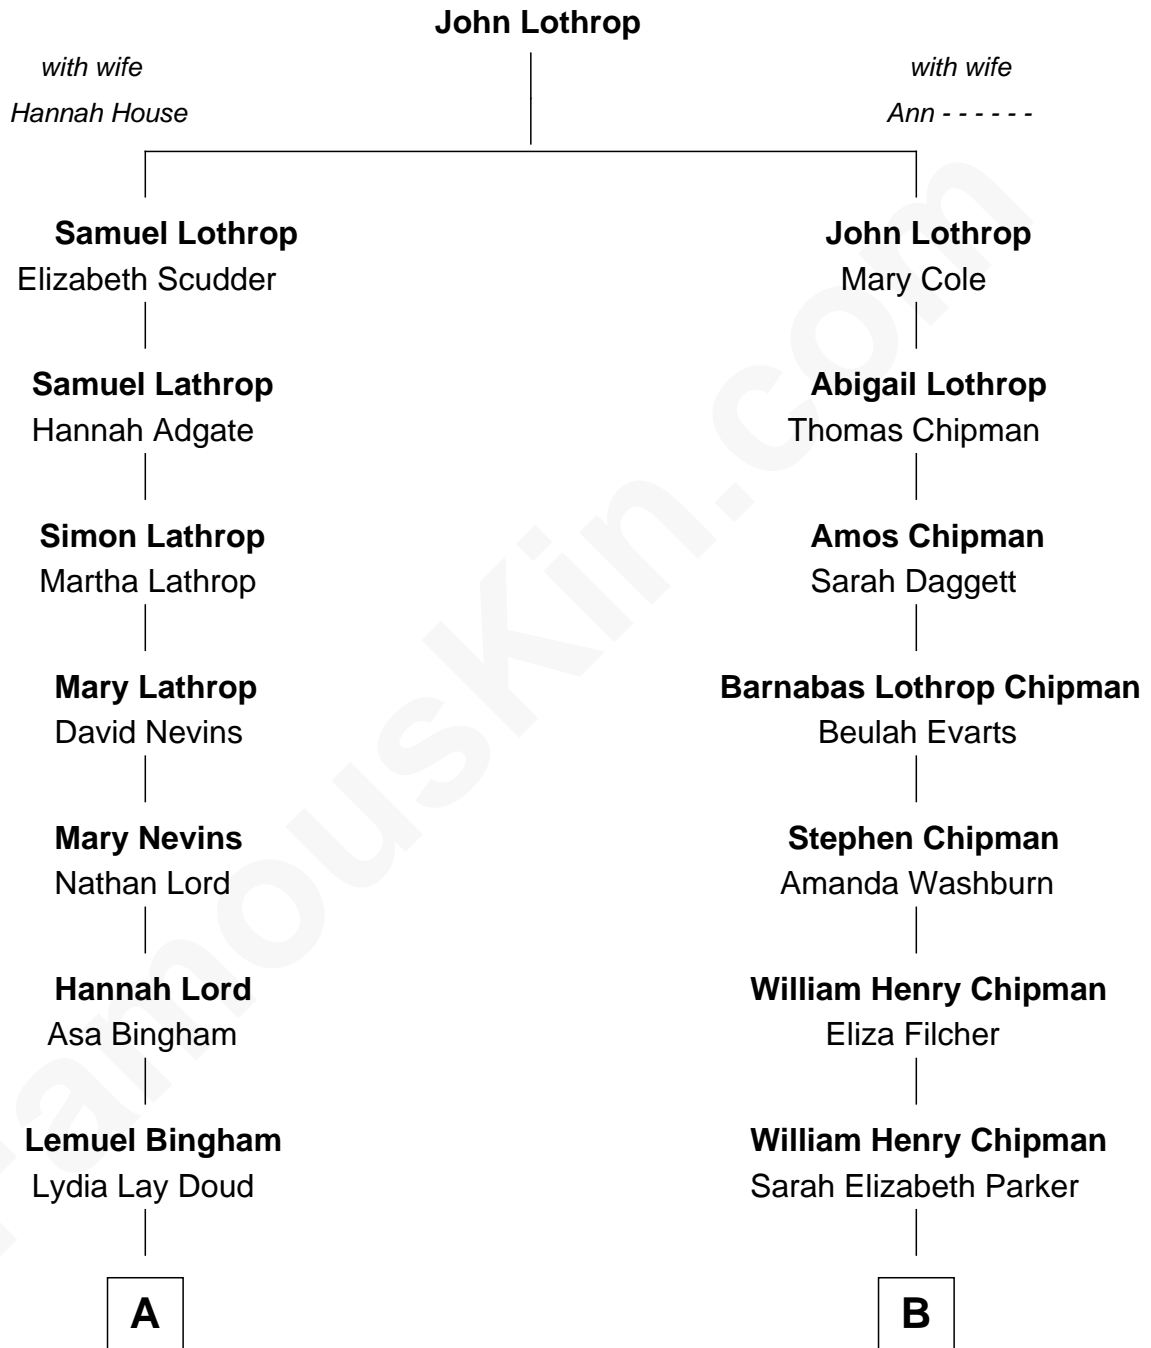 John Lothrop
with wife
Hannah House
with wife
Ann - - - - - -
Samuel Lothrop
Elizabeth Scudder
John Lothrop
Mary Cole
Samuel Lathrop
Hannah Adgate
Abigail Lothrop
Thomas Chipman
Simon Lathrop
Martha Lathrop
Amos Chipman
Sarah Daggett
Mary Lathrop
David Nevins
Barnabas Lothrop Chipman
Beulah Evarts
Mary Nevins
Nathan Lord
Stephen Chipman
Amanda Washburn
Hannah Lord
Asa Bingham
William Henry Chipman
Eliza Filcher
Lemuel Bingham
Lydia Lay Doud
William Henry Chipman
Sarah Elizabeth Parker
A
B
FamousKin.com